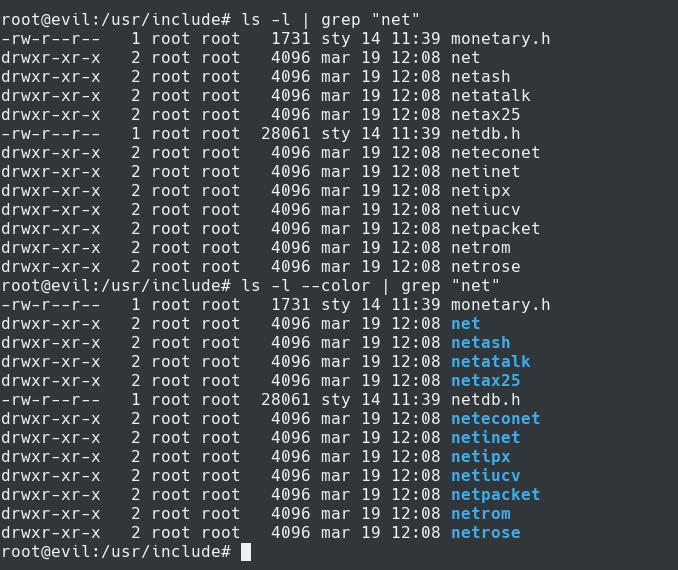 root@evil:/usr/include# ls -l | grep "net"
-rw-r--r--   1 root root   1731 sty 14 11:39 monetary.h
drwxr-xr-x   2 root root   4096 mar 19 12:08 net
drwxr-xr-x   2 root root   4096 mar 19 12:08 netash
drwxr-xr-x   2 root root   4096 mar 19 12:08 netatalk
drwxr-xr-x   2 root root   4096 mar 19 12:08 netax25
-rw-r--r--   1 root root  28061 sty 14 11:39 netdb.h
drwxr-xr-x   2 root root   4096 mar 19 12:08 neteconet
drwxr-xr-x   2 root root   4096 mar 19 12:08 netinet
drwxr-xr-x   2 root root   4096 mar 19 12:08 netipx
drwxr-xr-x   2 root root   4096 mar 19 12:08 netiucv
drwxr-xr-x   2 root root   4096 mar 19 12:08 netpacket
drwxr-xr-x   2 root root   4096 mar 19 12:08 netrom
drwxr-xr-x   2 root root   4096 mar 19 12:08 netrose
root@evil:/usr/include# ls -l --color | grep "net"
-rw-r--r--   1 root root   1731 sty 14 11:39 monetary.h
drwxr-xr-x   2 root root   4096 mar 19 12:08 net
drwxr-xr-x   2 root root   4096 mar 19 12:08 netash
drwxr-xr-x   2 root root   4096 mar 19 12:08 netatalk
drwxr-xr-x   2 root root   4096 mar 19 12:08 netax25
-rw-r--r--   1 root root  28061 sty 14 11:39 netdb.h
drwxr-xr-x   2 root root   4096 mar 19 12:08 neteconet
drwxr-xr-x   2 root root   4096 mar 19 12:08 netinet
drwxr-xr-x   2 root root   4096 mar 19 12:08 netipx
drwxr-xr-x   2 root root   4096 mar 19 12:08 netiucv
drwxr-xr-x   2 root root   4096 mar 19 12:08 netpacket
drwxr-xr-x   2 root root   4096 mar 19 12:08 netrom
drwxr-xr-x   2 root root   4096 mar 19 12:08 netrose
root@evil:/usr/include#